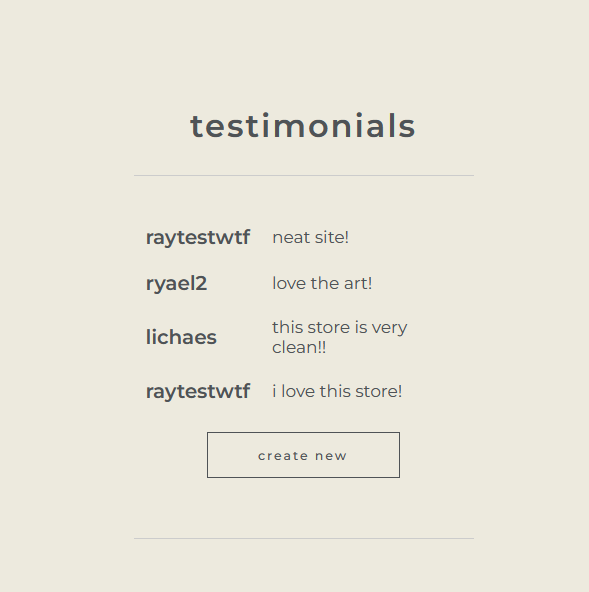 testimonials
raytestwtf neat site!
ryael2 love the art!
lichaes this store is very
clean!!
raytestwtf i love this store!
create new